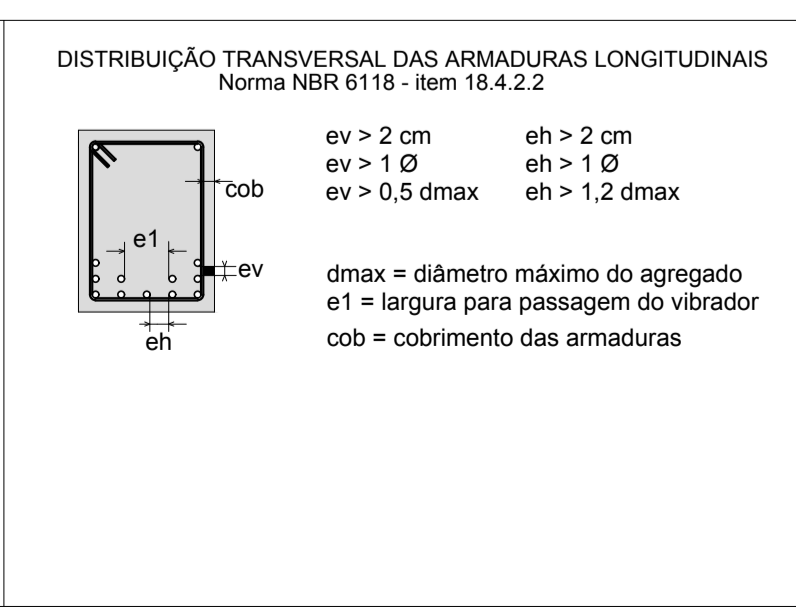 DISTRIBUIÇÃO TRANSVERSAL DAS ARMADURAS LONGITUDINAIS
Norma NBR 6118 - item 18.4.2.2
ev > 2 cm eh > 2 cm
ev > 1 Ø eh > 1 Ø
ev > 0,5 dmax eh > 1,2 dmax
cob
e1
ev
eh
dmax = diâmetro máximo do agregado
e1 = largura para passagem do vibrador
cob = cobrimento das armaduras